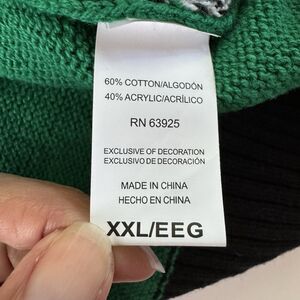 60% COTTON/ALGODÓN
40% ACRYLIC/ACRÍLICO
RN 63925
EXCLUSIVE OF DECORATION
EXCLUSIVO DE DECORACIÓN
MADE IN CHINA
HECHO EN CHINA
XXL/EEG